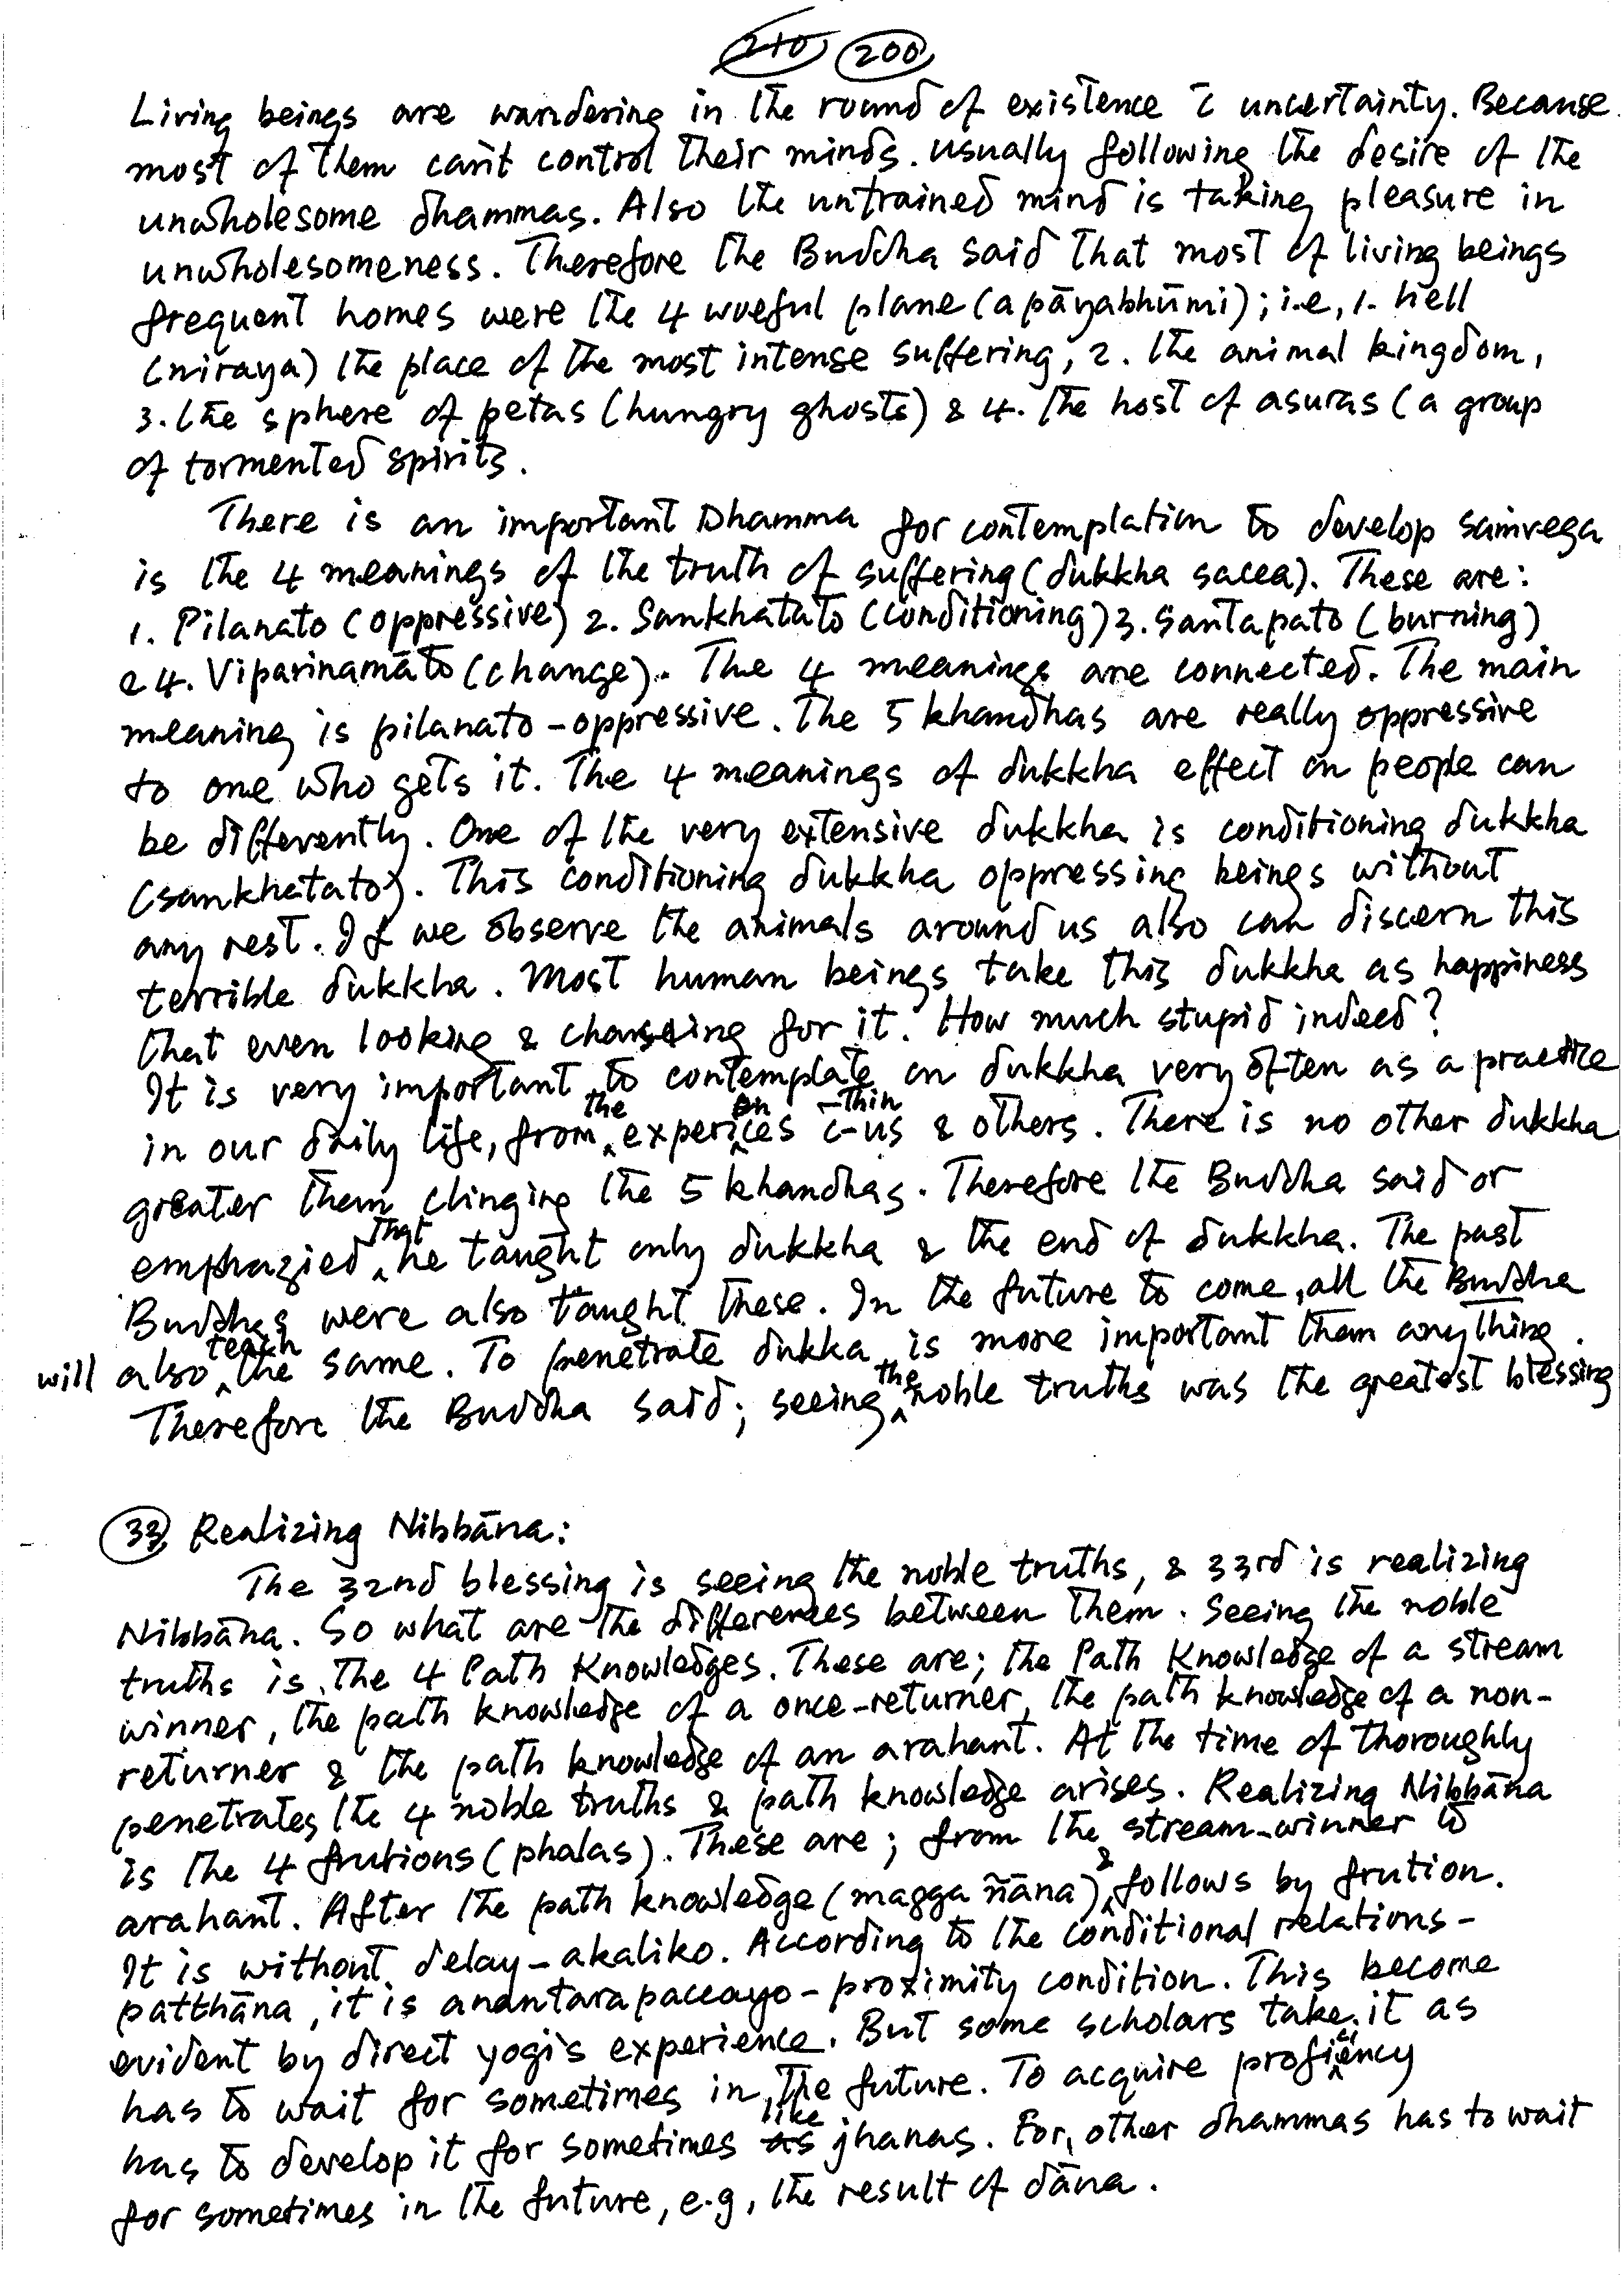 210 200
Living beings are wandering in the round of existence c̄ uncertainty. Because
most of them can't control their minds. usually following the desire of the
unwholesome dhammas. Also the untrained mind is taking pleasure in
unwholesomeness. Therefore the Buddha said that most of living beings
frequent homes were the 4 woeful plane (apāyabhūmi); i.e, 1. hell
(niraya) the place of the most intense suffering, 2. the animal kingdom,
3. the sphere of petas (hungry ghosts) & 4. the host of asuras (a group
of tormented spirits.
There is an important Dhamma for contemplation to develop saṁvega
is the 4 meanings of the truth of suffering (dukkha sacca). These are:
1. Pilanato (oppressive) 2. Sankhatato (conditioning) 3. Santapato (burning)
& 4. Viparinamāto (change). The 4 meanings are connected. The main
meaning is pilanato - oppressive. The 5 khandhas are really oppressive
to one who gets it. The 4 meanings of dukkha effect on people can
be differently. One of the very extensive dukkha is conditioning dukkha
(sankhatato). This conditioning dukkha oppressing beings without
any rest. If we observe the animals around us also can discern this
terrible dukkha. Most human beings take this dukkha as happiness
that even looking & chansing for it. How much stupid indeed?
It is very important to contemplate on dukkha very often as a practice
in our daily life, from the experiences c̄-thin-us & others. There is no other dukkha
greater them clinging the 5 khandhas. Therefore the Buddha said or
emphazied that he taught only dukkha & the end of dukkha. The past
Buddhas were also taught these. In the future to come, all the Buddha
will also teach the same. To penetrate dukka is more important than anything.
Therefore the Buddha said; seeing the noble truths was the greatest blessing
33 Realizing Nibbāna:
The 32nd blessing is seeing the noble truths, & 33rd is realizing
Nibbāna. So what are the differences between them. Seeing the noble
truths is the 4 Path Knowledges. These are; the Path Knowledge of a stream
winner, the path knowledge of a once-returner, the path knowledge of a non-
returner & the path knowledge of an arahant. At the time of thoroughly
penetrates the 4 noble truths & path knowledge arises. Realizing Nibbāna
is the 4 frutions (phalas). These are; from the stream-winner to
arahant. After the path knowledge (magga ñāna) & follows by frution.
It is without delay - akaliko. According to the conditional relations -
patthāna, it is anantarapaccayo - proximity condition. This become
evident by direct yogi's experience. But some scholars take it as
has to wait for sometimes in the future. To acquire proficiency
has to develop it for sometimes as like jhanas. For other dhammas has to wait
for sometimes in the future, e.g, the result of dāna.